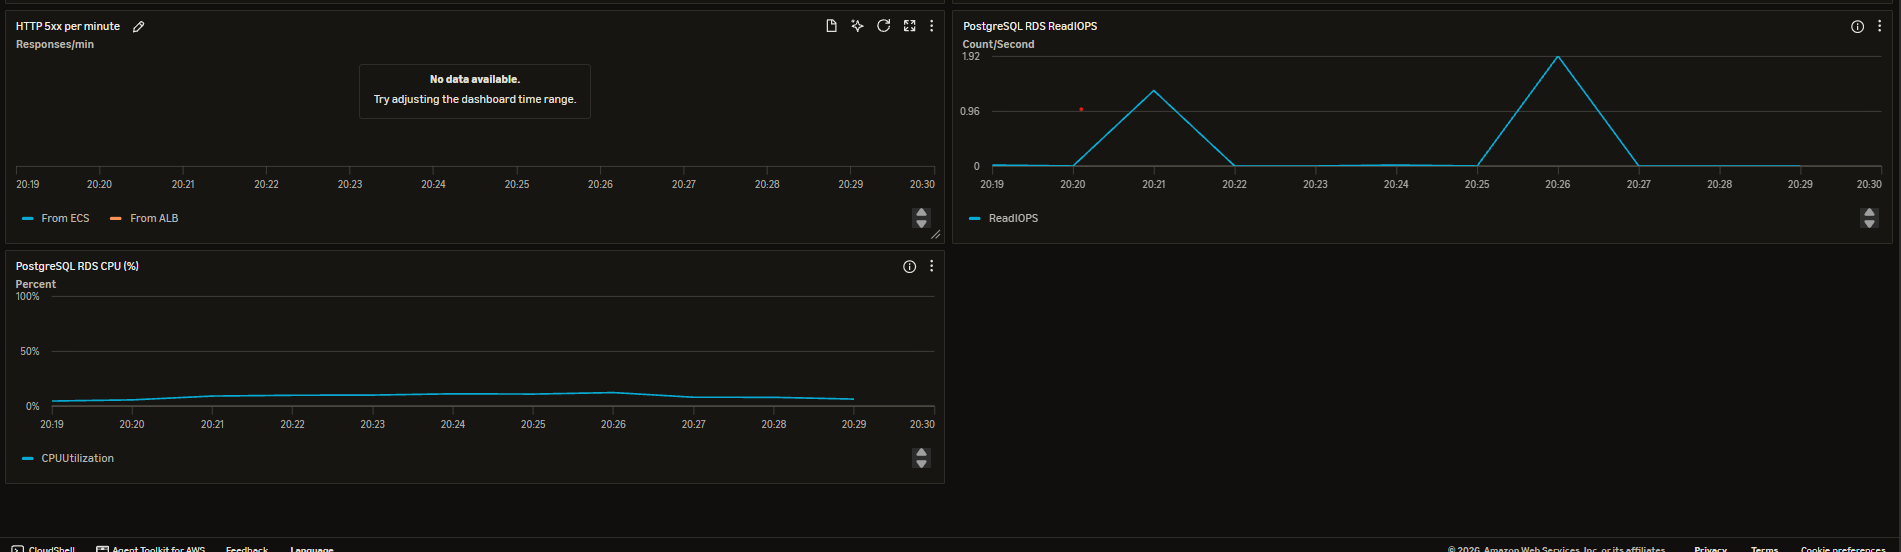 HTTP 5xx per minute
Responses/min
No data available.
Try adjusting the dashboard time range.
20:19 20:20 20:21 20:22 20:23 20:24 20:25 20:26 20:27 20:28 20:29 20:30
From ECS From ALB
PostgreSQL RDS ReadIOPS
Count/Second
1.92
0.96
0
20:19 20:20 20:21 20:22 20:23 20:24 20:25 20:26 20:27 20:28 20:29 20:30
ReadIOPS
PostgreSQL RDS CPU (%)
Percent
100%
50%
0%
20:19 20:20 20:21 20:22 20:23 20:24 20:25 20:26 20:27 20:28 20:29 20:30
CPUUtilization
CloudShell Agent Toolkit for AWS Feedback Language © 2026, Amazon Web Services, Inc. or its affiliates. Privacy Terms Cookie preferences